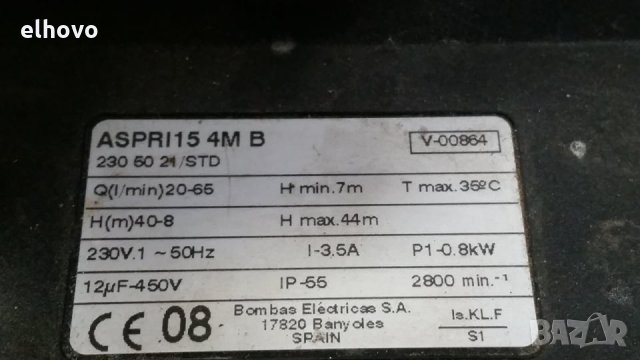 elhovo
ASPRI15 4M B
V-00864
230 50 21/STD
Q(l/min)20-65 H min.7m T max.35ºC
H(m)40-8 H max.44m
230V.1 ~50Hz I-3.5A P1-0.8kW
12µF-450V IP-55 2800 min.⁻¹
CE 08 Bombas Eléctricas S.A. Is.KL.F
17820 Banyoles S1
SPAIN
BAZAR